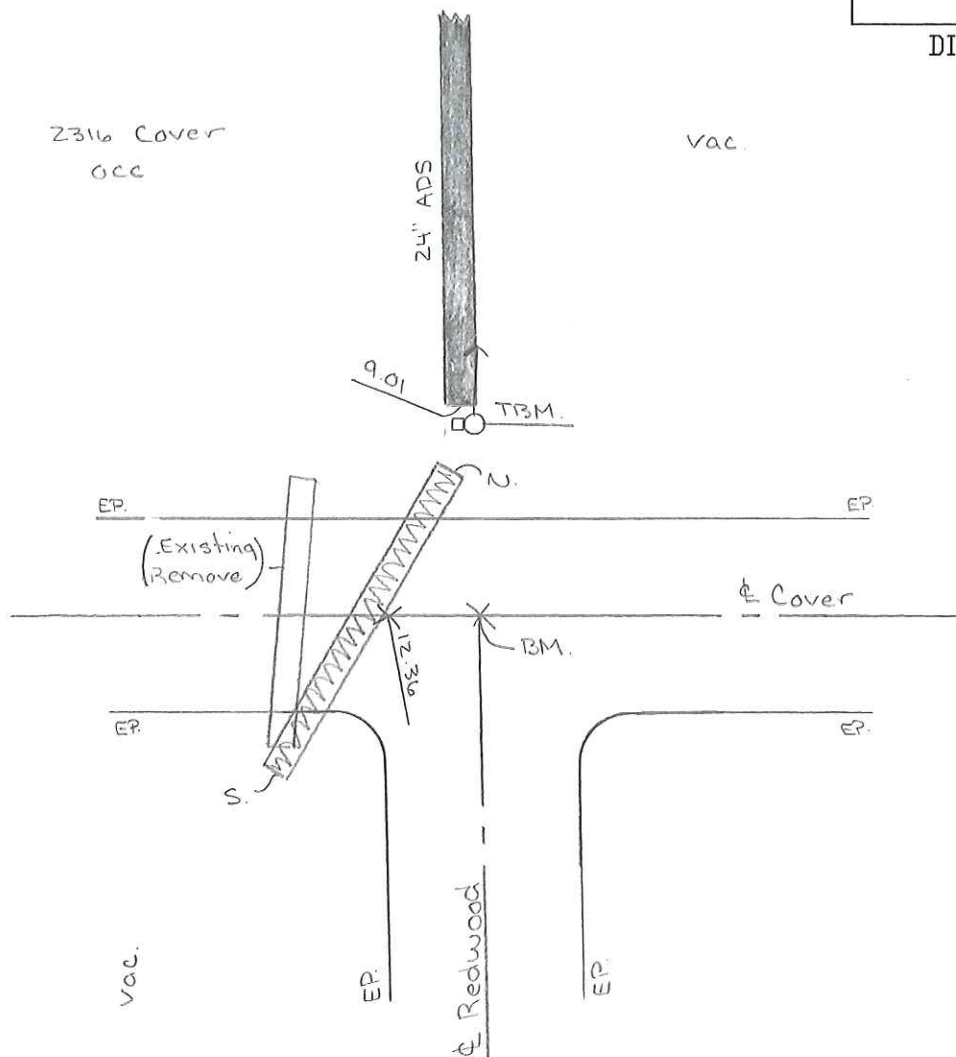 DI
2316 Cover
occ
vac.
24" ADS
9.01
TBM.
N.
EP.
EP.
(Existing
Remove)
℄ Cover
12.36
BM.
EP.
EP.
S.
vac.
EP.
℄ Redwood
EP.